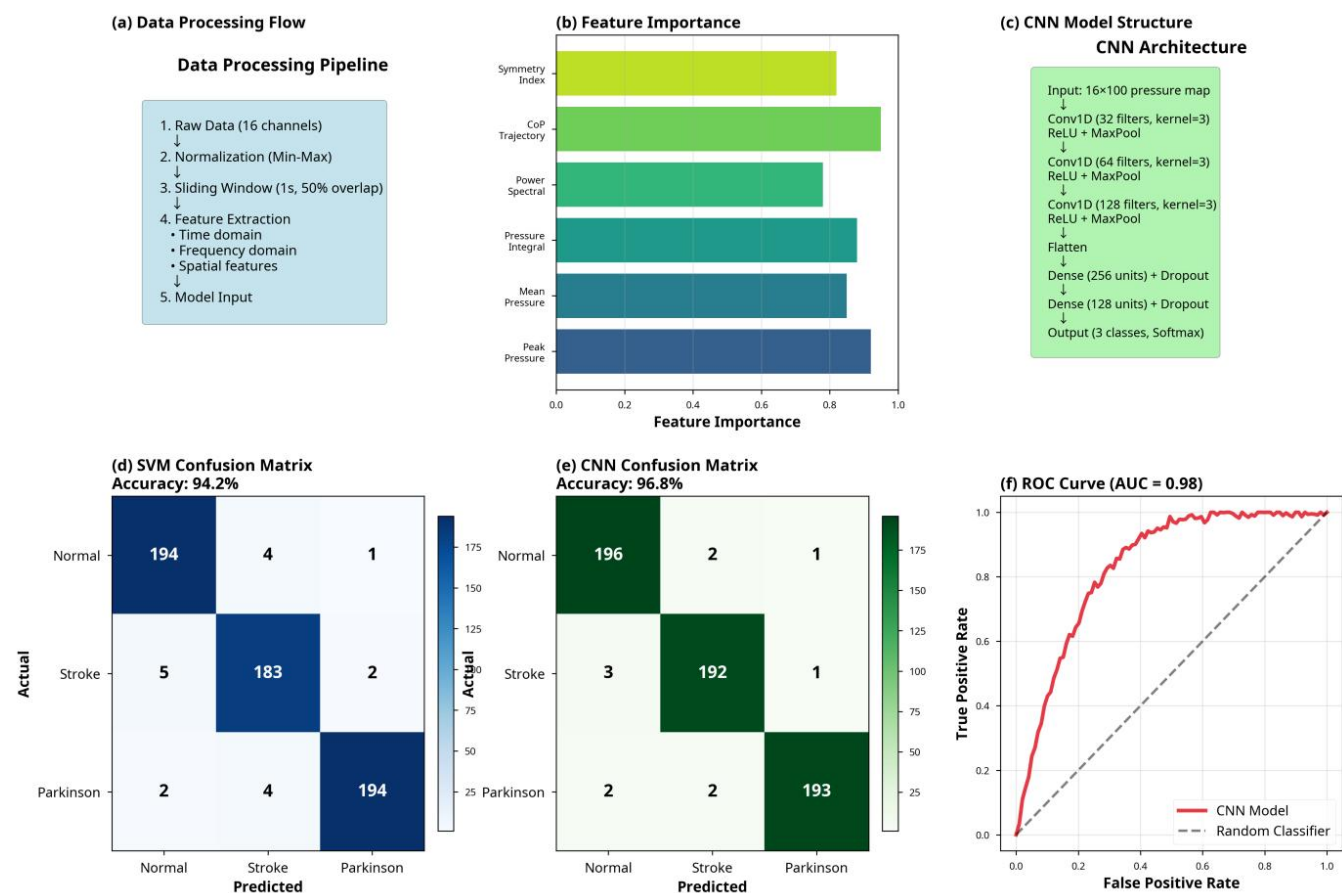 (a) Data Processing Flow
Data Processing Pipeline
1. Raw Data (16 channels)
↓
2. Normalization (Min-Max)
↓
3. Sliding Window (1s, 50% overlap)
↓
4. Feature Extraction
• Time domain
• Frequency domain
• Spatial features
↓
5. Model Input
(b) Feature Importance
Symmetry
Index
CoP
Trajectory
Power
Spectral
Pressure
Integral
Mean
Pressure
Peak
Pressure
0.0 0.2 0.4 0.6 0.8 1.0
Feature Importance
(c) CNN Model Structure
CNN Architecture
Input: 16×100 pressure map
↓
Conv1D (32 filters, kernel=3)
ReLU + MaxPool
↓
Conv1D (64 filters, kernel=3)
ReLU + MaxPool
↓
Conv1D (128 filters, kernel=3)
ReLU + MaxPool
↓
Flatten
↓
Dense (256 units) + Dropout
↓
Dense (128 units) + Dropout
↓
Output (3 classes, Softmax)
(d) SVM Confusion Matrix
Accuracy: 94.2%
Actual
Normal 194 4 1
Stroke 5 183 2
Parkinson 2 4 194
Normal Stroke Parkinson
Predicted
175
150
125
100
75
50
25
(e) CNN Confusion Matrix
Accuracy: 96.8%
Actual
Normal 196 2 1
Stroke 3 192 1
Parkinson 2 2 193
Normal Stroke Parkinson
Predicted
175
150
125
100
75
50
25
(f) ROC Curve (AUC = 0.98)
True Positive Rate
1.0
0.8
0.6
0.4
0.2
0.0
CNN Model
Random Classifier
0.0 0.2 0.4 0.6 0.8 1.0
False Positive Rate